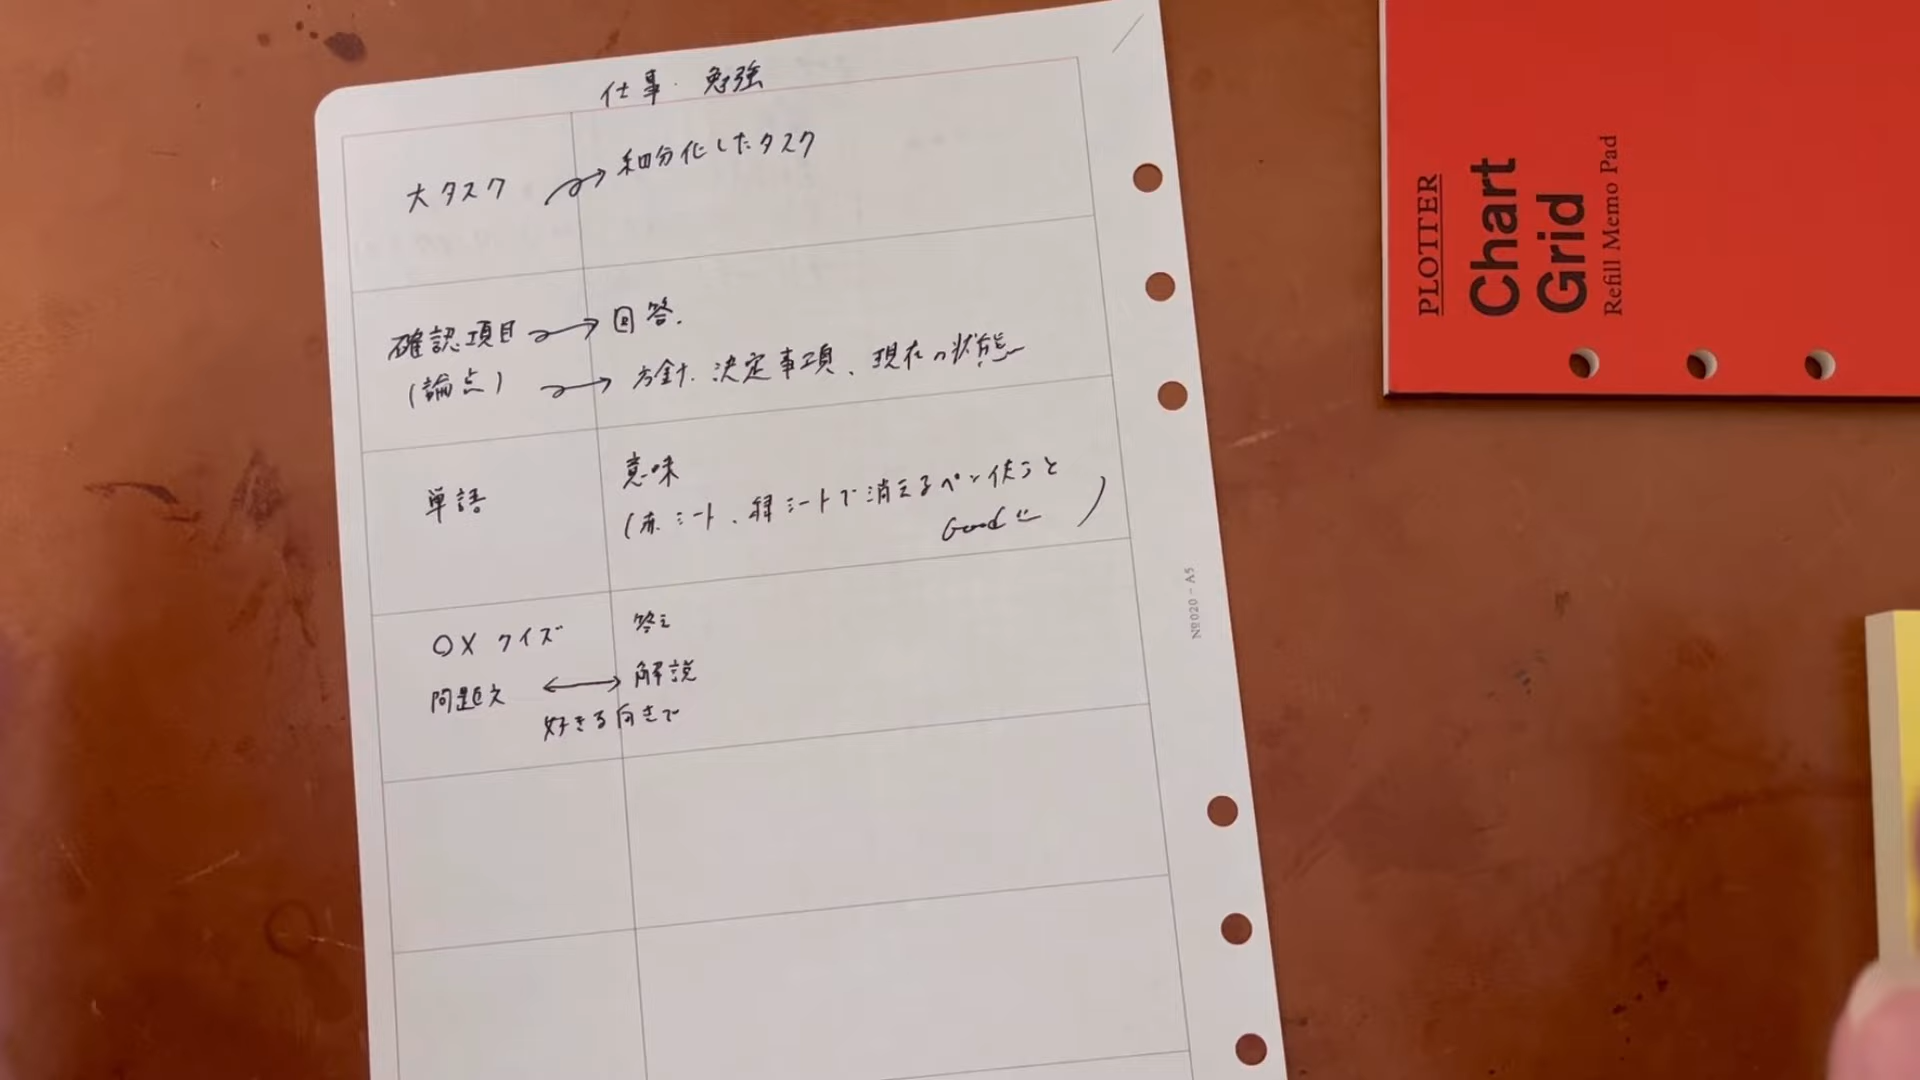 仕事・勉強
大タスク → 細分化したタスク
確認項目 → 回答.
(論点) → 方針、決定事項、現在の状態
単語
意味
(赤シート、緑シートで消えるペン使うと
Good)
○× クイズ 答え
問題文 ↔ 解説
好きな向きで
Nº020 - A5
PLOTTER
Chart
Grid
Refill Memo Pad